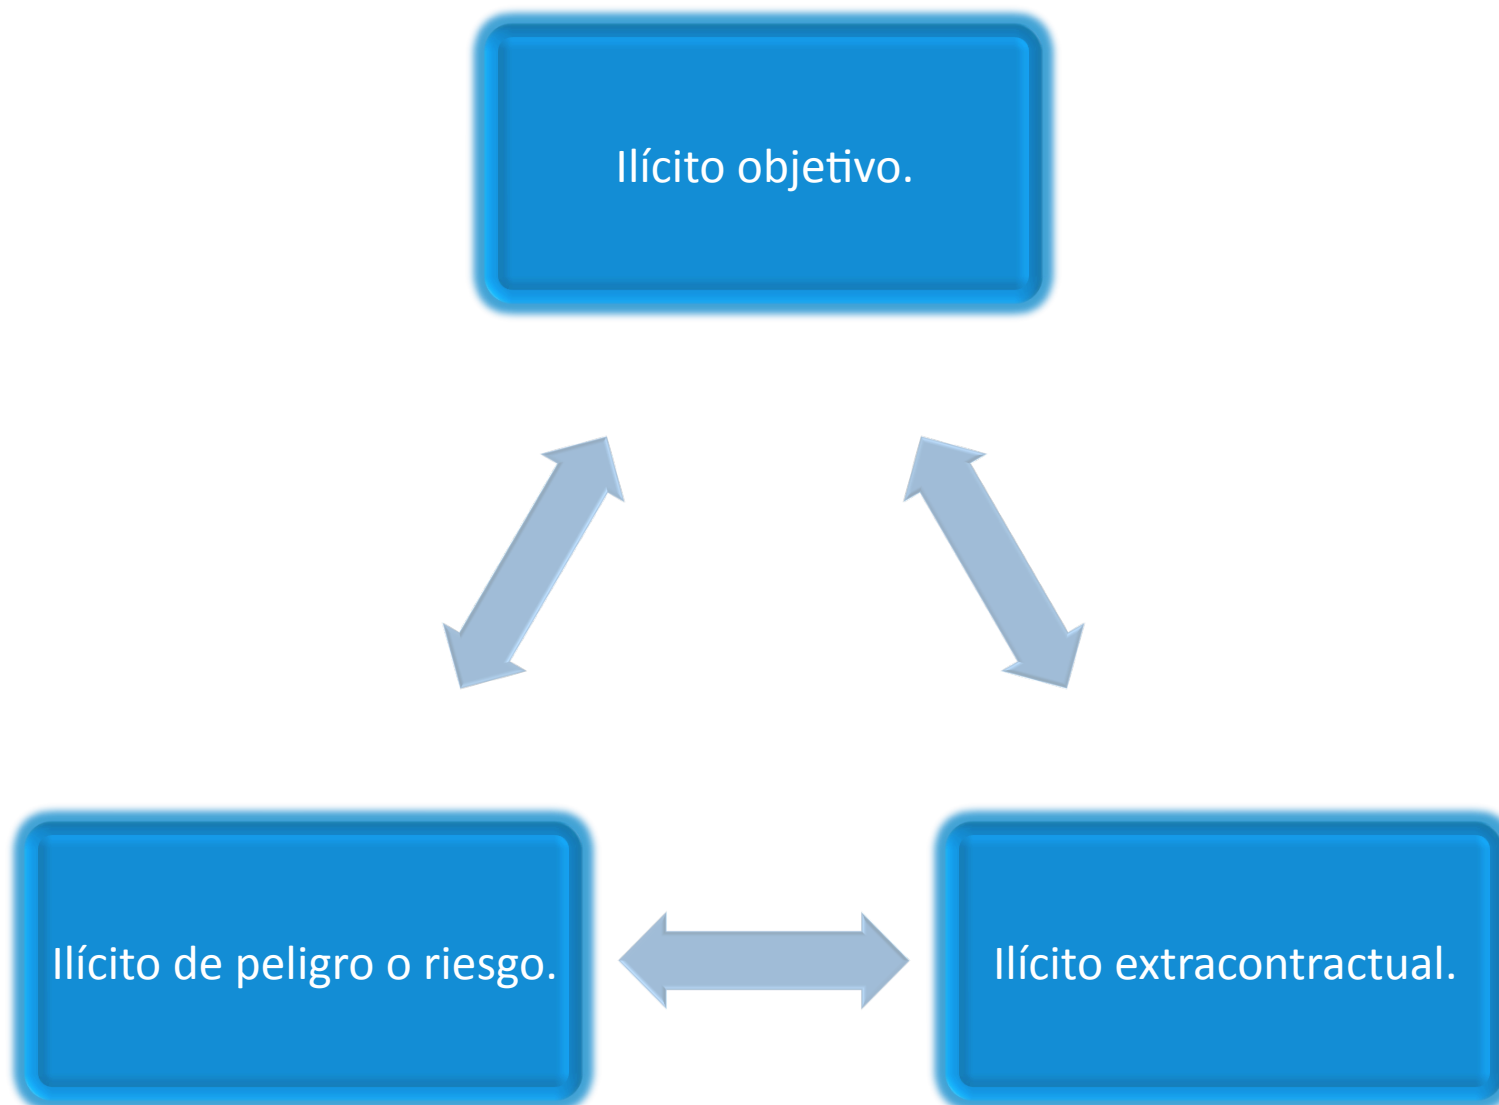 Ilícito objetivo.
Ilícito de peligro o riesgo.
Ilícito extracontractual.